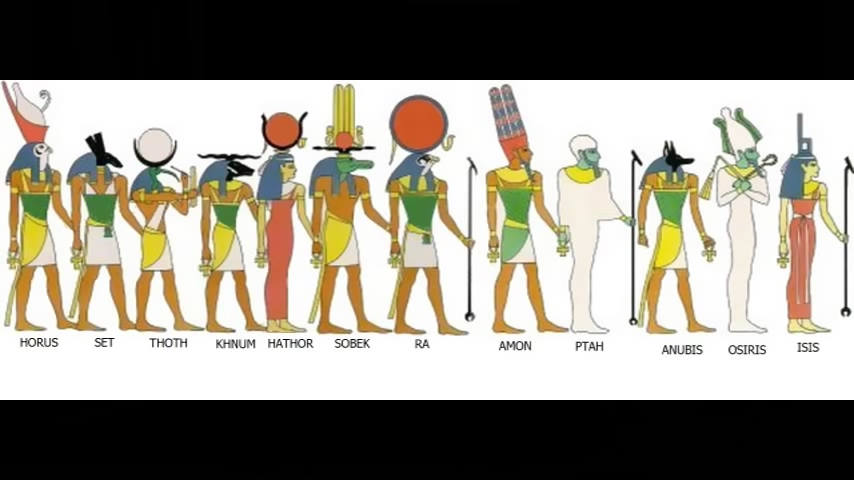 HORUS SET THOTH KHNUM HATHOR SOBEK RA AMON PTAH ANUBIS OSIRIS ISIS